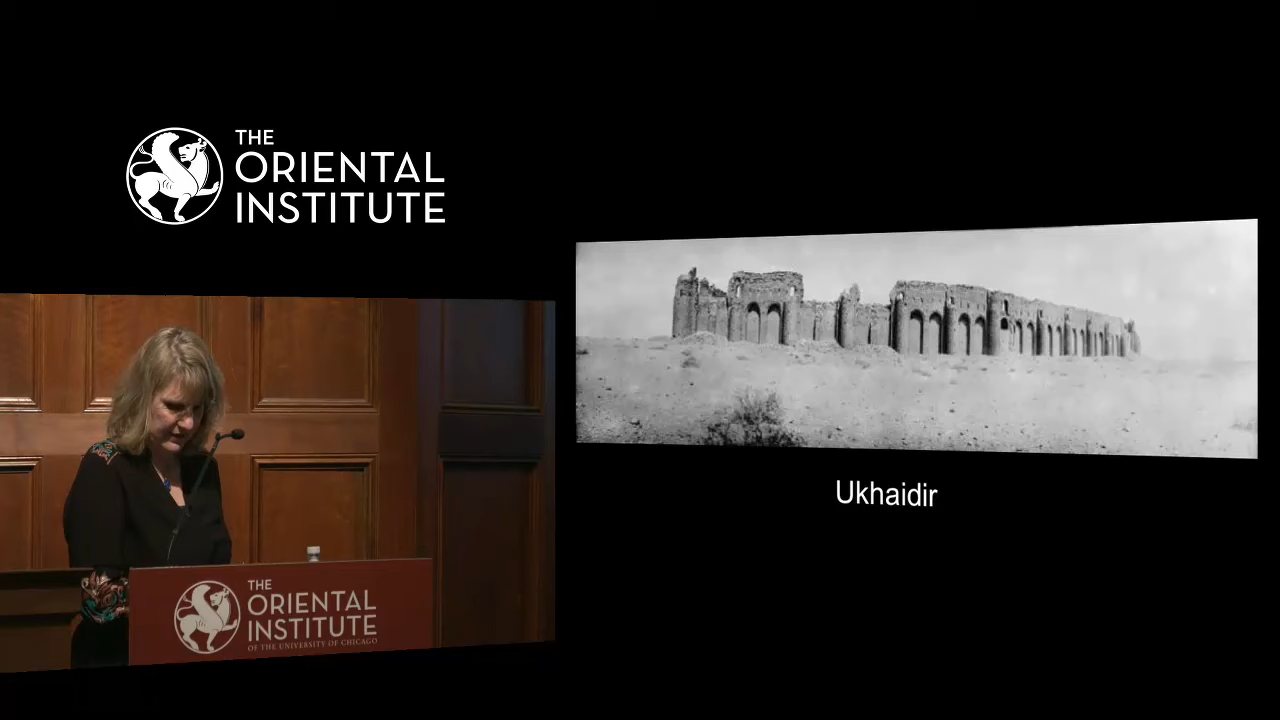 THE
ORIENTAL
INSTITUTE
Ukhaidir
THE
ORIENTAL
INSTITUTE
OF THE UNIVERSITY OF CHICAGO